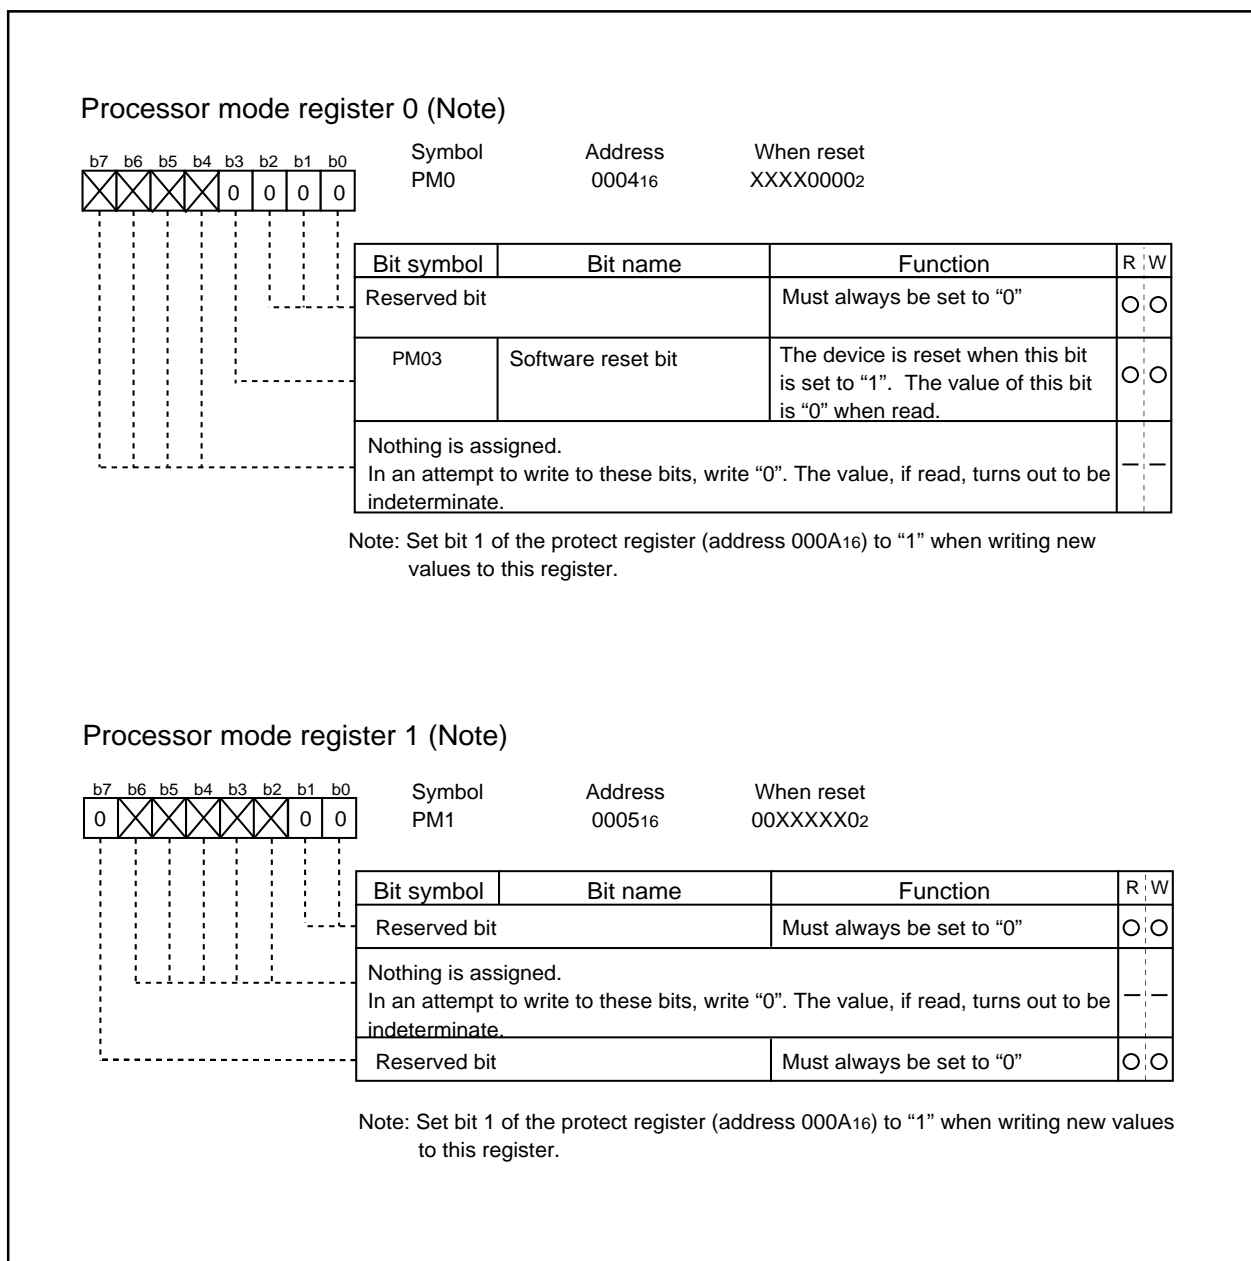 Processor mode register 0 (Note)
b7 b6 b5 b4 b3 b2 b1 b0
0 0 0 0
Symbol Address When reset
PM0 000416 XXXX00002
Bit symbol Bit name Function R W
Reserved bit Must always be set to “0”
PM03 Software reset bit The device is reset when this bit
is set to “1”. The value of this bit
is “0” when read.
Nothing is assigned.
In an attempt to write to these bits, write “0”. The value, if read, turns out to be
indeterminate.
Note: Set bit 1 of the protect register (address 000A16) to “1” when writing new
values to this register.
Processor mode register 1 (Note)
b7 b6 b5 b4 b3 b2 b1 b0
0 0 0
Symbol Address When reset
PM1 000516 00XXXXX02
Bit symbol Bit name Function R W
Reserved bit Must always be set to “0”
Nothing is assigned.
In an attempt to write to these bits, write “0”. The value, if read, turns out to be
indeterminate.
Reserved bit Must always be set to “0”
Note: Set bit 1 of the protect register (address 000A16) to “1” when writing new values
to this register.